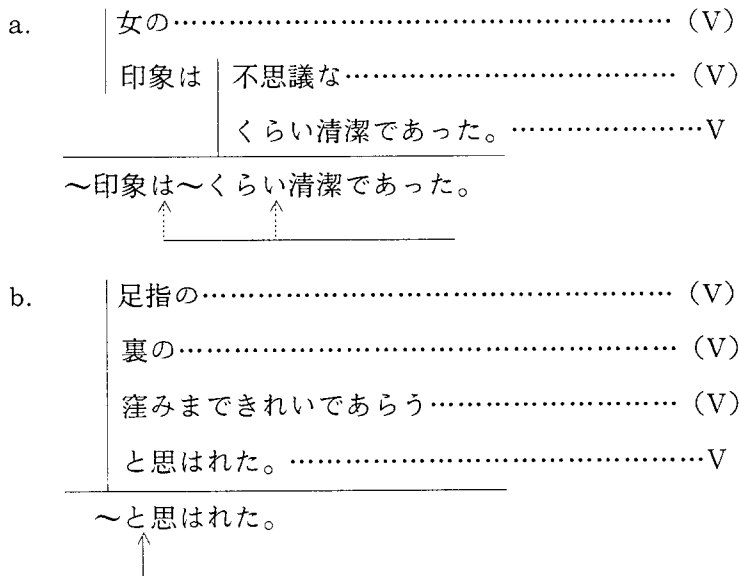 a. 女の……………………………………………（V）
印象は 不思議な………………………………（V）
くらい清潔であった。……………………V
～印象は～くらい清潔であった。
b. 足指の……………………………………………（V）
裏の………………………………………………（V）
窪みまできれいであらう………………………（V）
と思はれた。………………………………………V
～と思はれた。